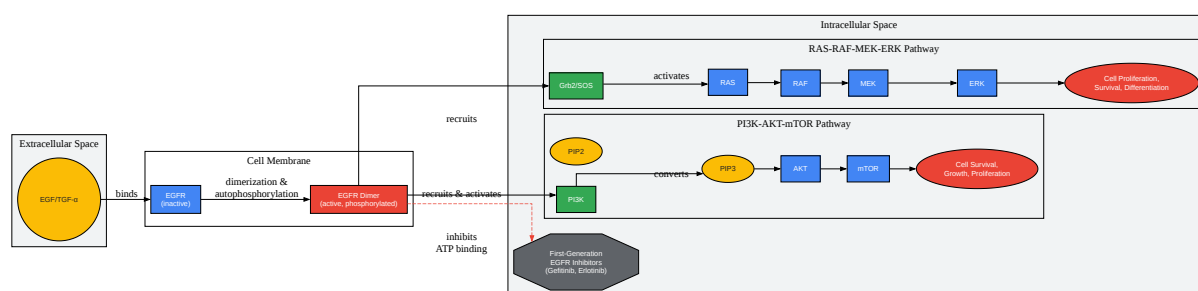 Intracellular Space
RAS-RAF-MEK-ERK Pathway
Grb2/SOS
activates
RAS
RAF
MEK
ERK
Cell Proliferation,
Survival, Differentiation
recruits
PI3K-AKT-mTOR Pathway
PIP2
PI3K
converts
PIP3
AKT
mTOR
Cell Survival,
Growth, Proliferation
Extracellular Space
EGF/TGF-α
binds
Cell Membrane
EGFR
(inactive)
dimerization &
autophosphorylation
EGFR Dimer
(active, phosphorylated)
recruits & activates
inhibits
ATP binding
First-Generation
EGFR Inhibitors
(Gefitinib, Erlotinib)